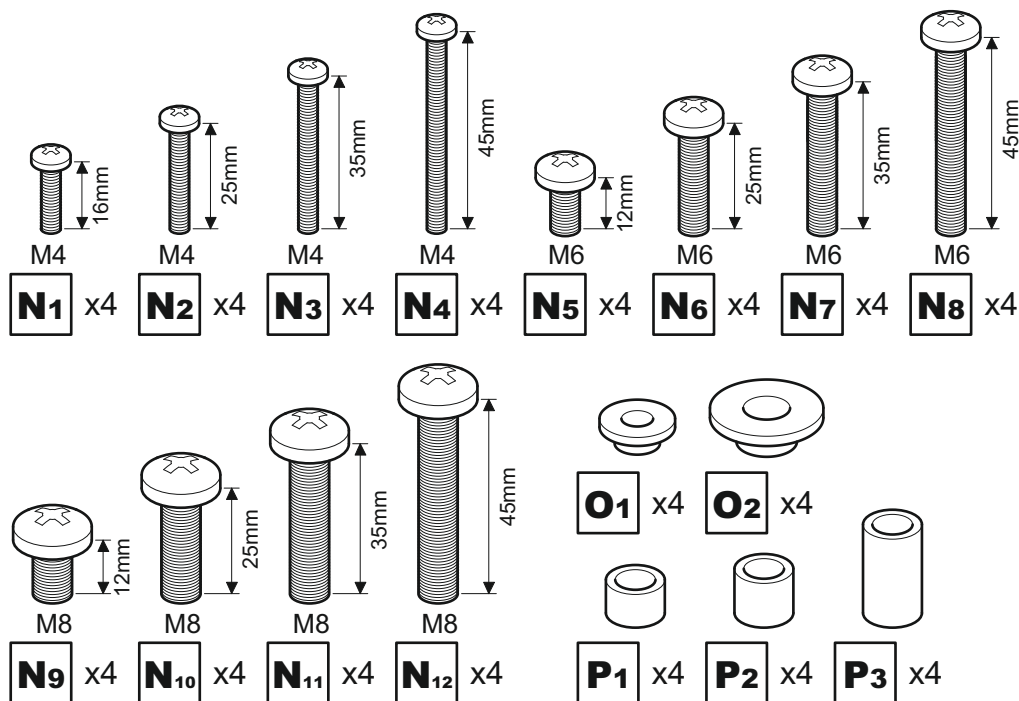 16mm 25mm 35mm 45mm 12mm 25mm 35mm 45mm
M4 M4 M4 M4 M6 M6 M6 M6
N1 x4 N2 x4 N3 x4 N4 x4 N5 x4 N6 x4 N7 x4 N8 x4
12mm 25mm 35mm 45mm
O1 x4 O2 x4
M8 M8 M8 M8
N9 x4 N10 x4 N11 x4 N12 x4 P1 x4 P2 x4 P3 x4